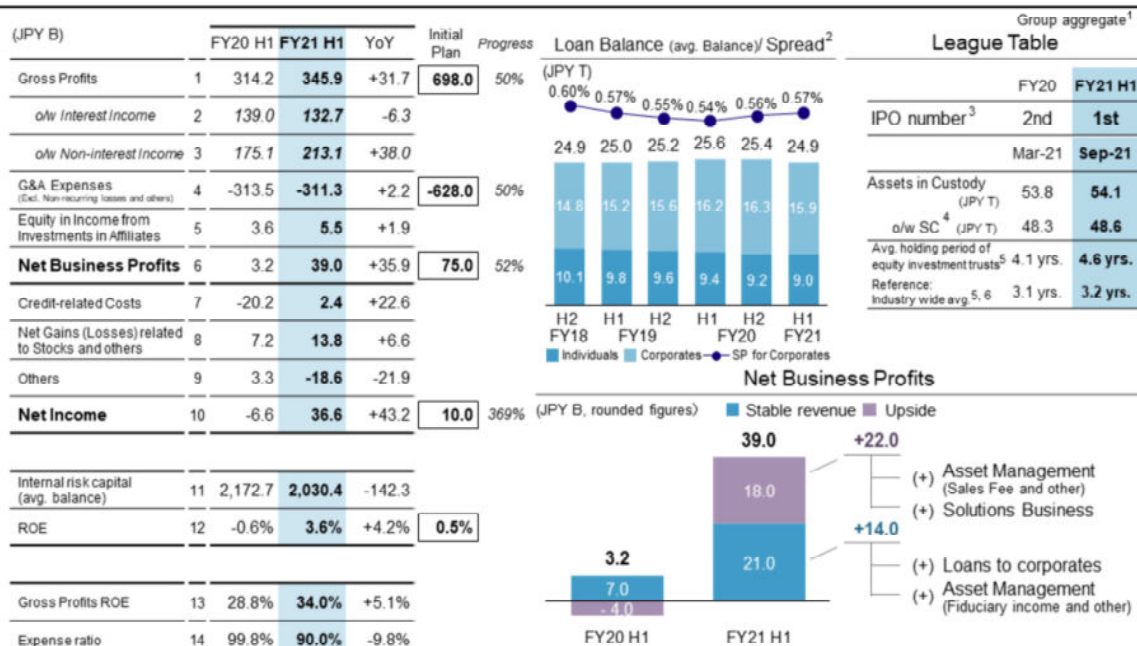 (JPY B) FY20 H1 FY21 H1 YoY Initial Plan Progress
Gross Profits 1 314.2 345.9 +31.7 698.0 50%
o/w Interest Income 2 139.0 132.7 -6.3
o/w Non-interest Income 3 175.1 213.1 +38.0
G&A Expenses (Excl. Non-recurring losses and others) 4 -313.5 -311.3 +2.2 -628.0 50%
Equity in Income from Investments in Affiliates 5 3.6 5.5 +1.9
Net Business Profits 6 3.2 39.0 +35.9 75.0 52%
Credit-related Costs 7 -20.2 2.4 +22.6
Net Gains (Losses) related to Stocks and others 8 7.2 13.8 +6.6
Others 9 3.3 -18.6 -21.9
Net Income 10 -6.6 36.6 +43.2 10.0 369%
Internal risk capital (avg. balance) 11 2,172.7 2,030.4 -142.3
ROE 12 -0.6% 3.6% +4.2% 0.5%
Gross Profits ROE 13 28.8% 34.0% +5.1%
Expense ratio 14 99.8% 90.0% -9.8%
Loan Balance (avg. Balance)/ Spread2
(JPY T)
0.60% 0.57% 0.55% 0.54% 0.56% 0.57%
24.9 25.0 25.2 25.6 25.4 24.9
14.8 15.2 15.6 16.2 16.3 15.9
10.1 9.8 9.6 9.4 9.2 9.0
H2 H1 H2 H1 H2 H1
FY18 FY19 FY20 FY21
Individuals Corporates SP for Corporates
Group aggregate1
League Table
FY20 FY21 H1
IPO number3 2nd 1st
Mar-21 Sep-21
Assets in Custody (JPY T) 53.8 54.1
o/w SC4 (JPY T) 48.3 48.6
Avg. holding period of equity investment trusts5 4.1 yrs. 4.6 yrs.
Reference: Industry wide avg.5, 6 3.1 yrs. 3.2 yrs.
Net Business Profits
(JPY B, rounded figures) Stable revenue Upside
3.2
7.0
- 4.0
FY20 H1
39.0
18.0
21.0
FY21 H1
+22.0
(+) Asset Management
(Sales Fee and other)
(+) Solutions Business
+14.0
(+) Loans to corporates
(+) Asset Management
(Fiduciary income and other)